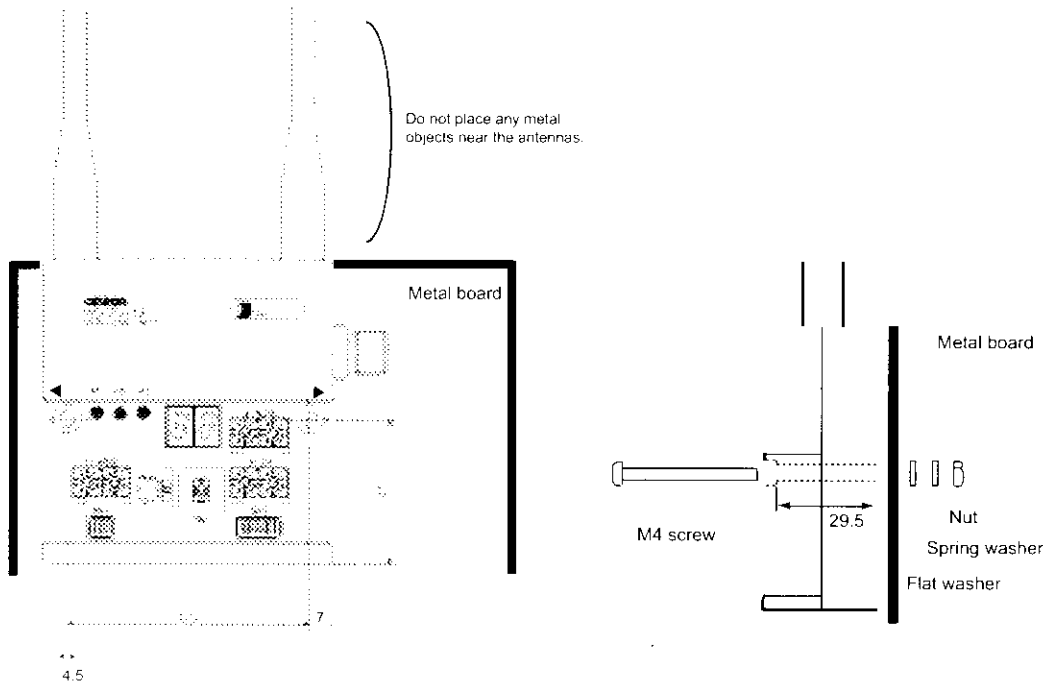 Do not place any metal
objects near the antennas.
Metal board
7
4.5
Metal board
29.5
M4 screw
Nut
Spring washer
Flat washer